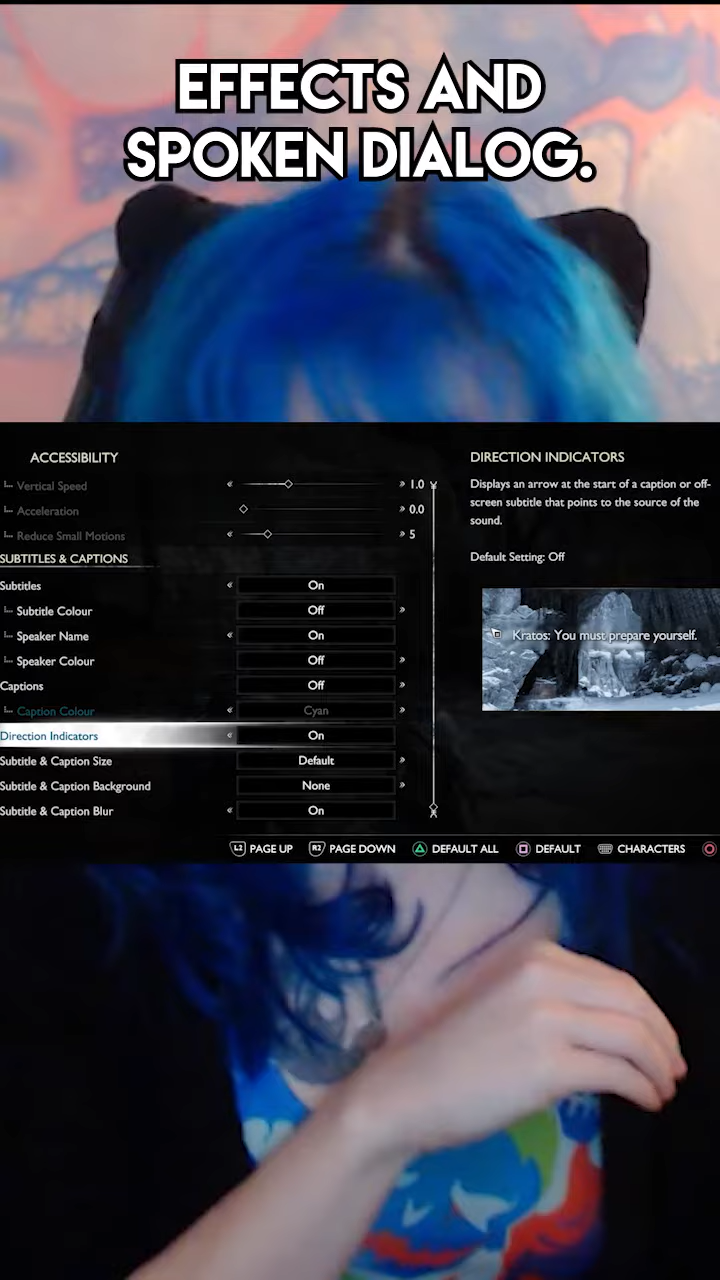 EFFECTS AND
SPOKEN DIALOG.
ACCESSIBILITY
Vertical Speed 1.0
Acceleration 0.0
Reduce Small Motions 5
SUBTITLES & CAPTIONS
Subtitles On
Subtitle Colour Off
Speaker Name On
Speaker Colour Off
Captions Off
Caption Colour Cyan
Direction Indicators On
Subtitle & Caption Size Default
Subtitle & Caption Background None
Subtitle & Caption Blur On
DIRECTION INDICATORS
Displays an arrow at the start of a caption or off-
screen subtitle that points to the source of the
sound.
Default Setting: Off
Kratos: You must prepare yourself.
L2 PAGE UP R2 PAGE DOWN DEFAULT ALL DEFAULT CHARACTERS